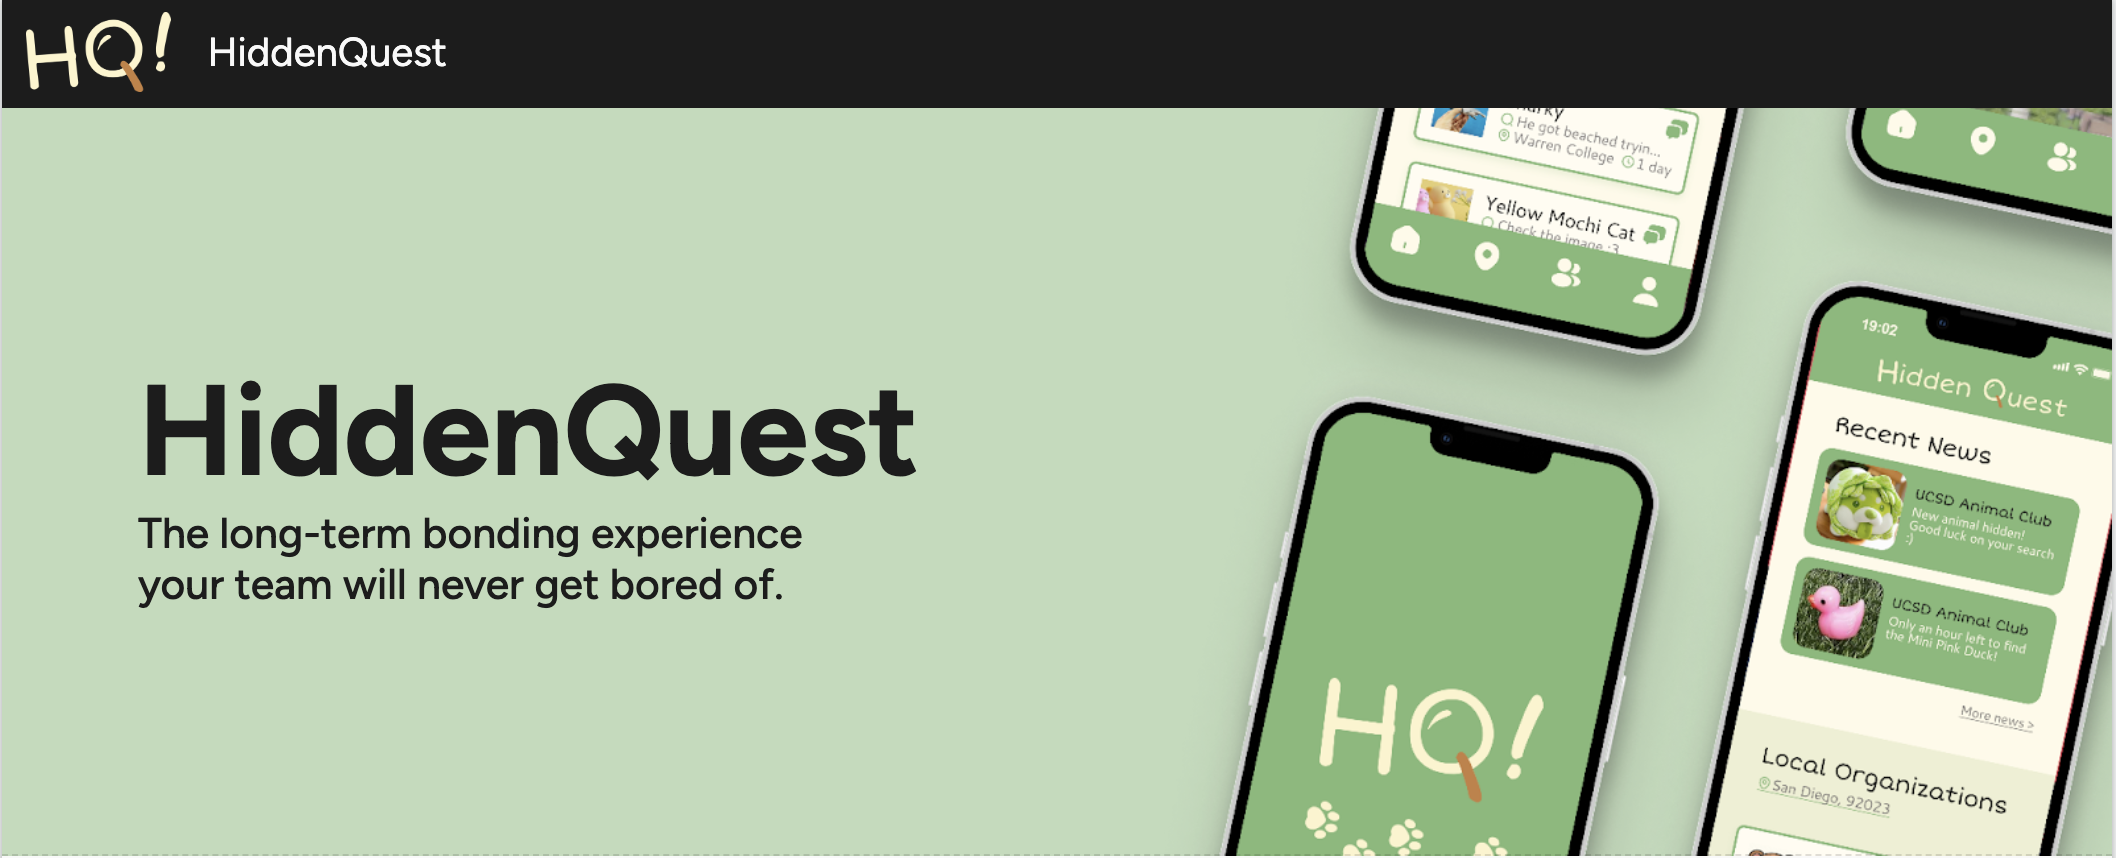 HQ! HiddenQuest
HiddenQuest
The long-term bonding experience
your team will never get bored of.
He got beached tryin...
Warren College 1 day
Yellow Mochi Cat
Check the image :3
HQ!
19:02
Hidden Quest
Recent News
UCSD Animal Club
New animal hidden!
Good luck on your search
:)
UCSD Animal Club
Only an hour left to find
the Mini Pink Duck!
More news >
Local Organizations
San Diego, 92023